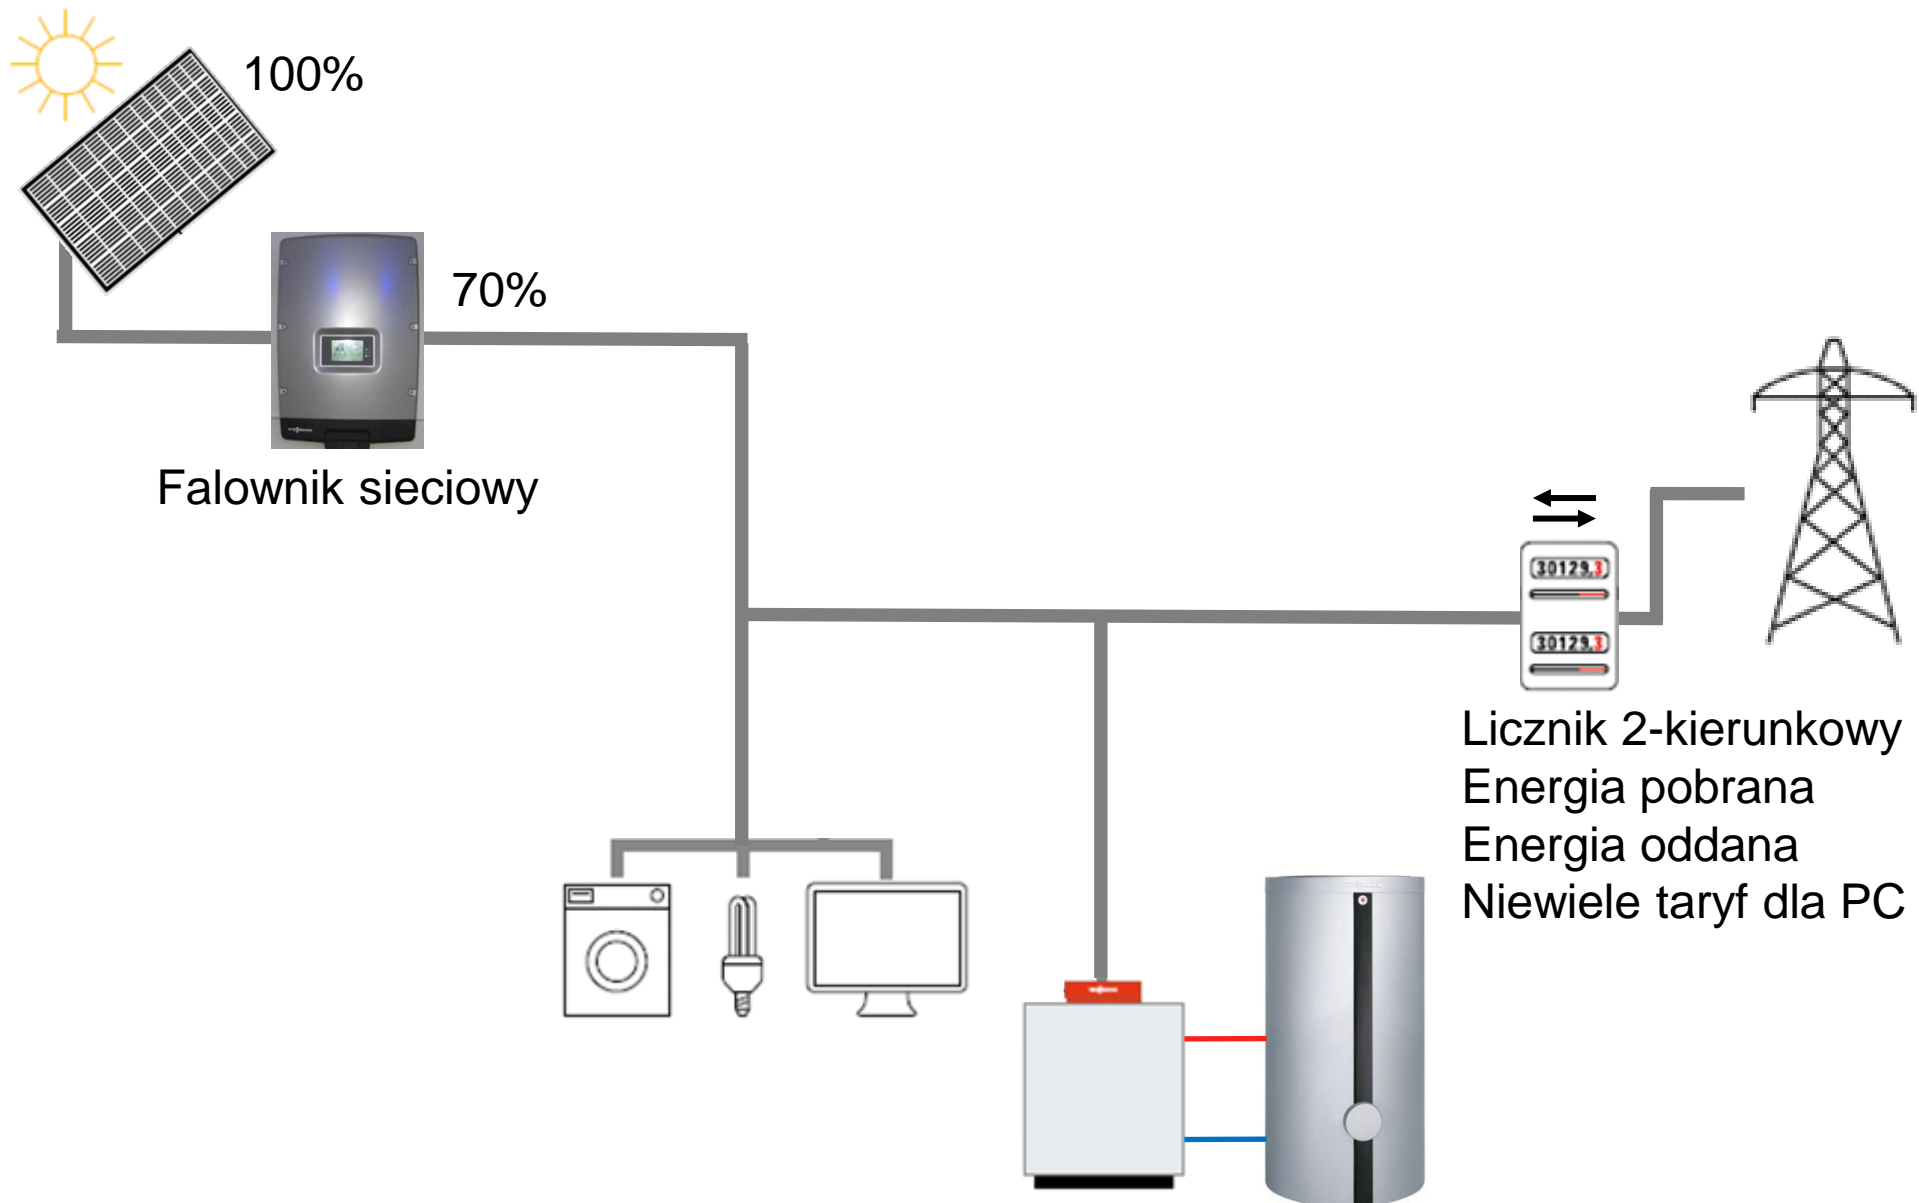 100%
70%
Falownik sieciowy
30129,3
30129,3
Licznik 2-kierunkowy
Energia pobrana
Energia oddana
Niewiele taryf dla PC